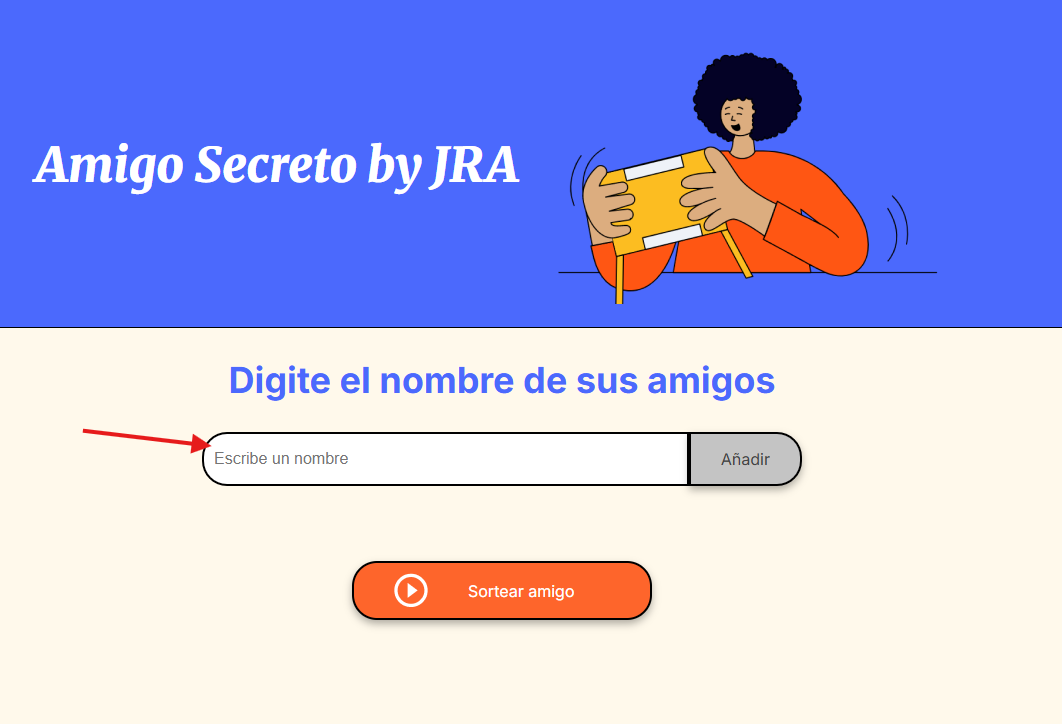 Amigo Secreto by JRA
Digite el nombre de sus amigos
Escribe un nombre
Añadir
Sortear amigo